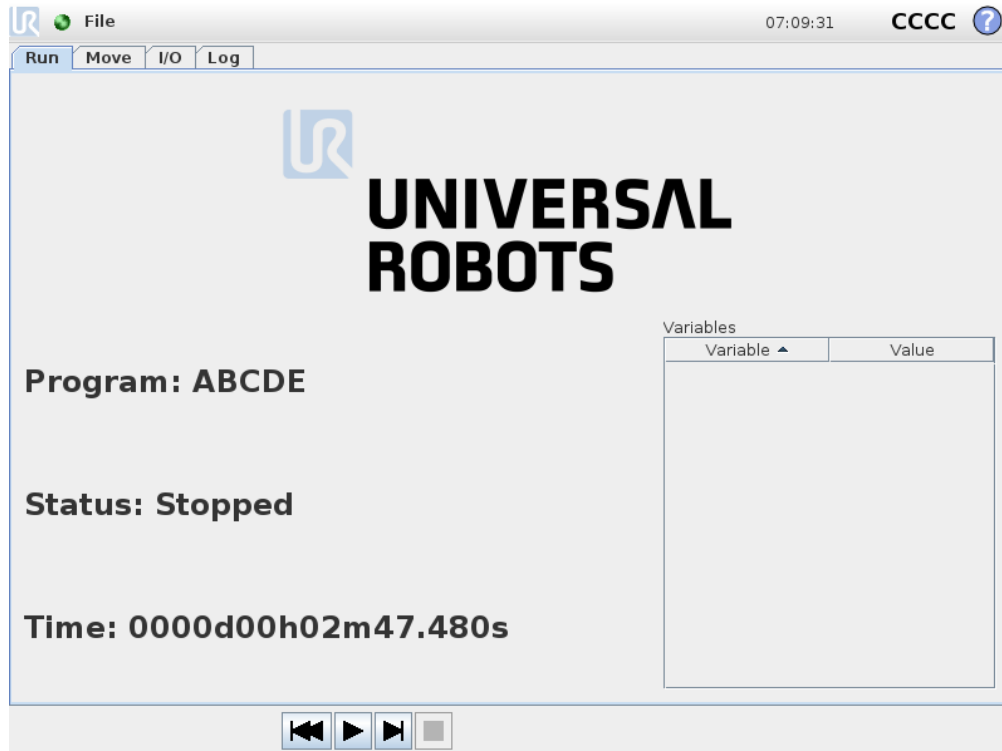 File 07:09:31 CCCC ?
Run Move I/O Log
UNIVERSAL
ROBOTS
Variables
Variable Value
Program: ABCDE
Status: Stopped
Time: 0000d00h02m47.480s